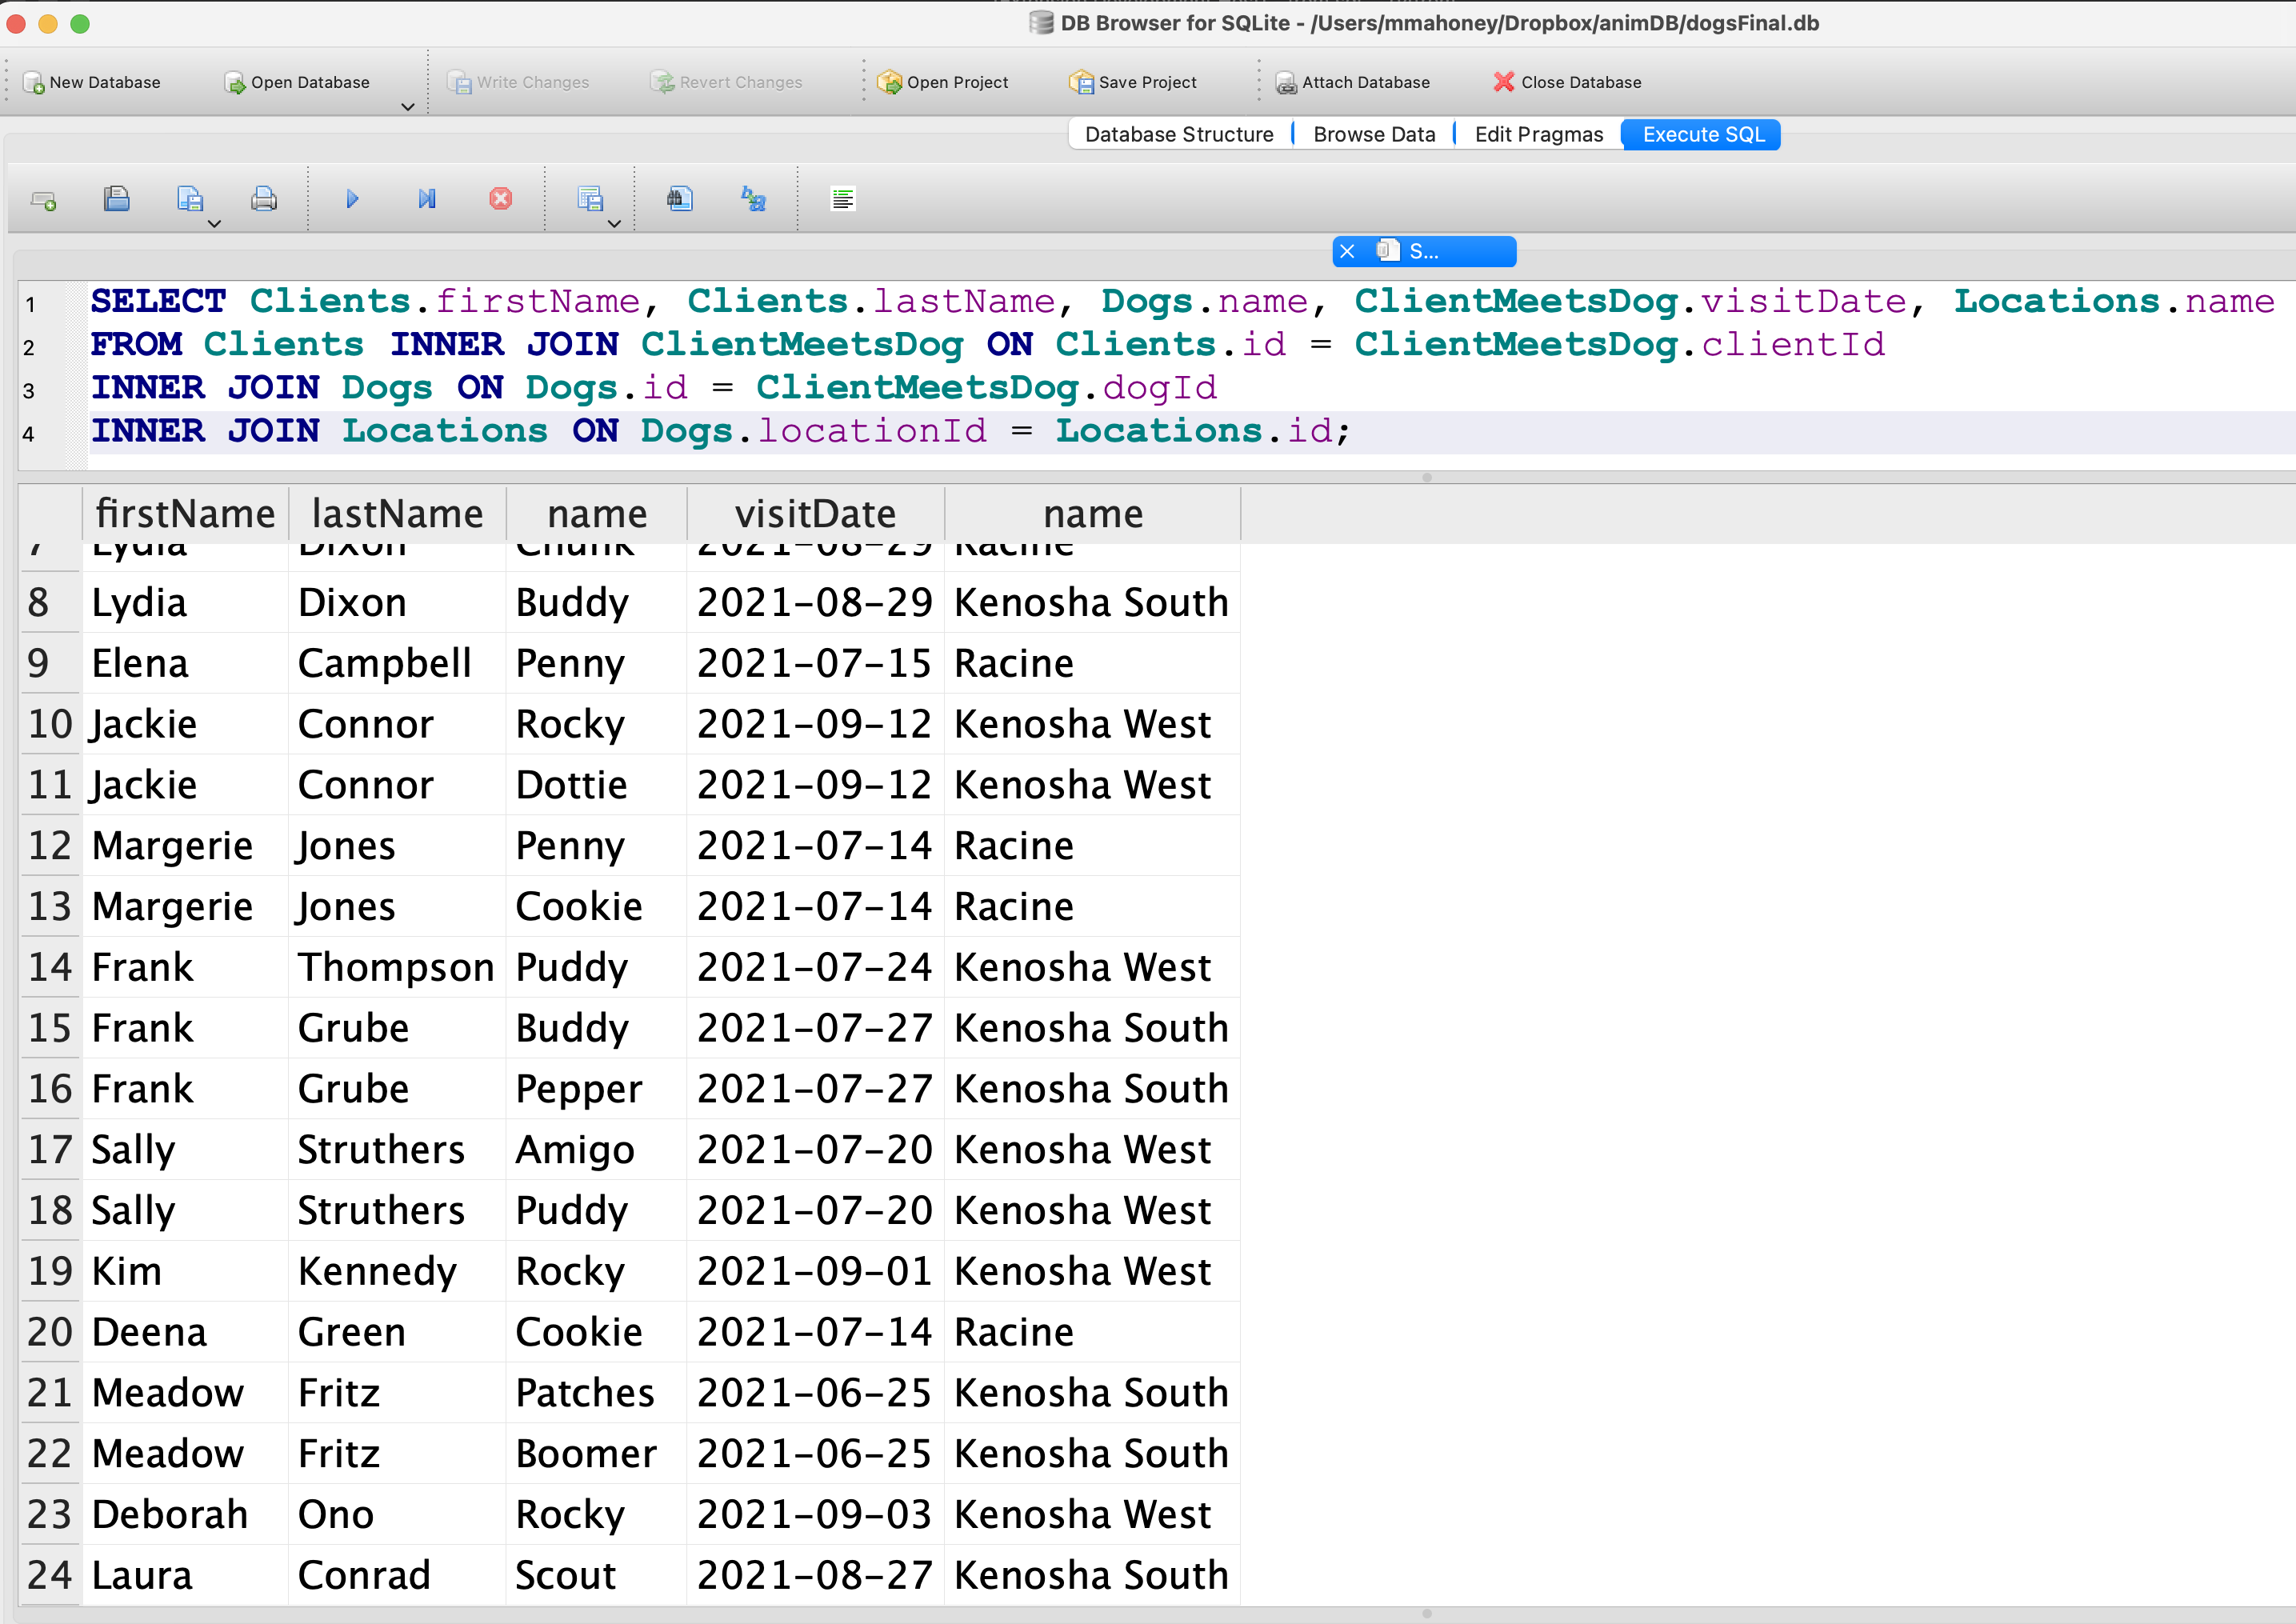 DB Browser for SQLite - /Users/mmahoney/Dropbox/animDB/dogsFinal.db
New Database Open Database Write Changes Revert Changes Open Project Save Project Attach Database Close Database
Database Structure Browse Data Edit Pragmas Execute SQL
S...
1 SELECT Clients.firstName, Clients.lastName, Dogs.name, ClientMeetsDog.visitDate, Locations.name
2 FROM Clients INNER JOIN ClientMeetsDog ON Clients.id = ClientMeetsDog.clientId
3 INNER JOIN Dogs ON Dogs.id = ClientMeetsDog.dogId
4 INNER JOIN Locations ON Dogs.locationId = Locations.id;
firstName lastName name visitDate name
7 Lydia Dixon Chunk 2021-08-29 Racine
8 Lydia Dixon Buddy 2021-08-29 Kenosha South
9 Elena Campbell Penny 2021-07-15 Racine
10 Jackie Connor Rocky 2021-09-12 Kenosha West
11 Jackie Connor Dottie 2021-09-12 Kenosha West
12 Margerie Jones Penny 2021-07-14 Racine
13 Margerie Jones Cookie 2021-07-14 Racine
14 Frank Thompson Puddy 2021-07-24 Kenosha West
15 Frank Grube Buddy 2021-07-27 Kenosha South
16 Frank Grube Pepper 2021-07-27 Kenosha South
17 Sally Struthers Amigo 2021-07-20 Kenosha West
18 Sally Struthers Puddy 2021-07-20 Kenosha West
19 Kim Kennedy Rocky 2021-09-01 Kenosha West
20 Deena Green Cookie 2021-07-14 Racine
21 Meadow Fritz Patches 2021-06-25 Kenosha South
22 Meadow Fritz Boomer 2021-06-25 Kenosha South
23 Deborah Ono Rocky 2021-09-03 Kenosha West
24 Laura Conrad Scout 2021-08-27 Kenosha South